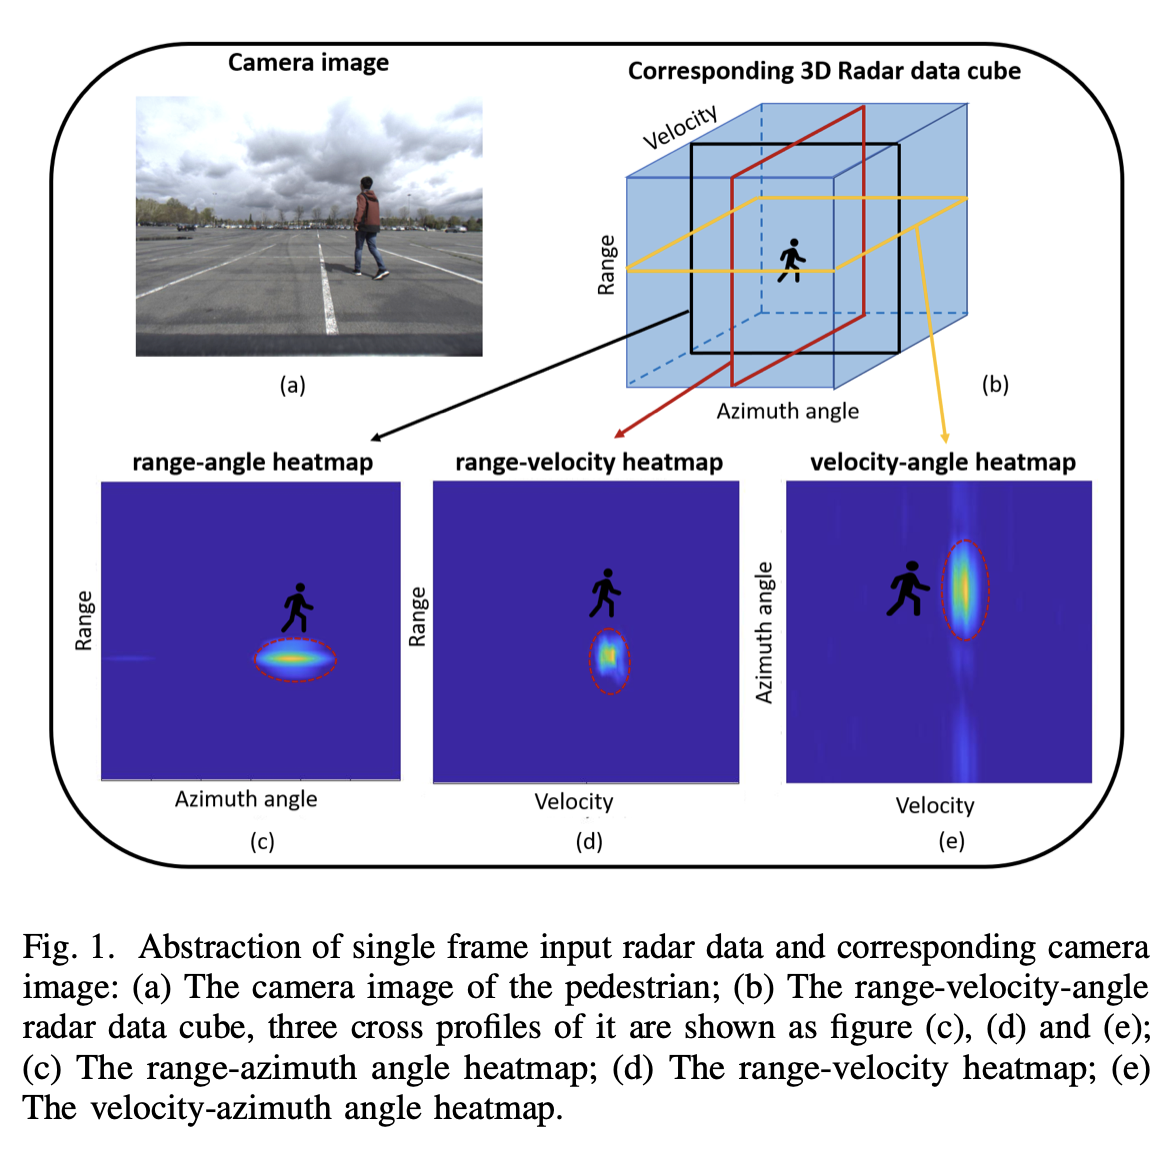 Camera image
Corresponding 3D Radar data cube
Velocity
Range
(a)
Azimuth angle
(b)
range-angle heatmap
range-velocity heatmap
velocity-angle heatmap
Range
Range
Azimuth angle
Azimuth angle
Velocity
Velocity
(c)
(d)
(e)
Fig. 1. Abstraction of single frame input radar data and corresponding camera
image: (a) The camera image of the pedestrian; (b) The range-velocity-angle
radar data cube, three cross profiles of it are shown as figure (c), (d) and (e);
(c) The range-azimuth angle heatmap; (d) The range-velocity heatmap; (e)
The velocity-azimuth angle heatmap.